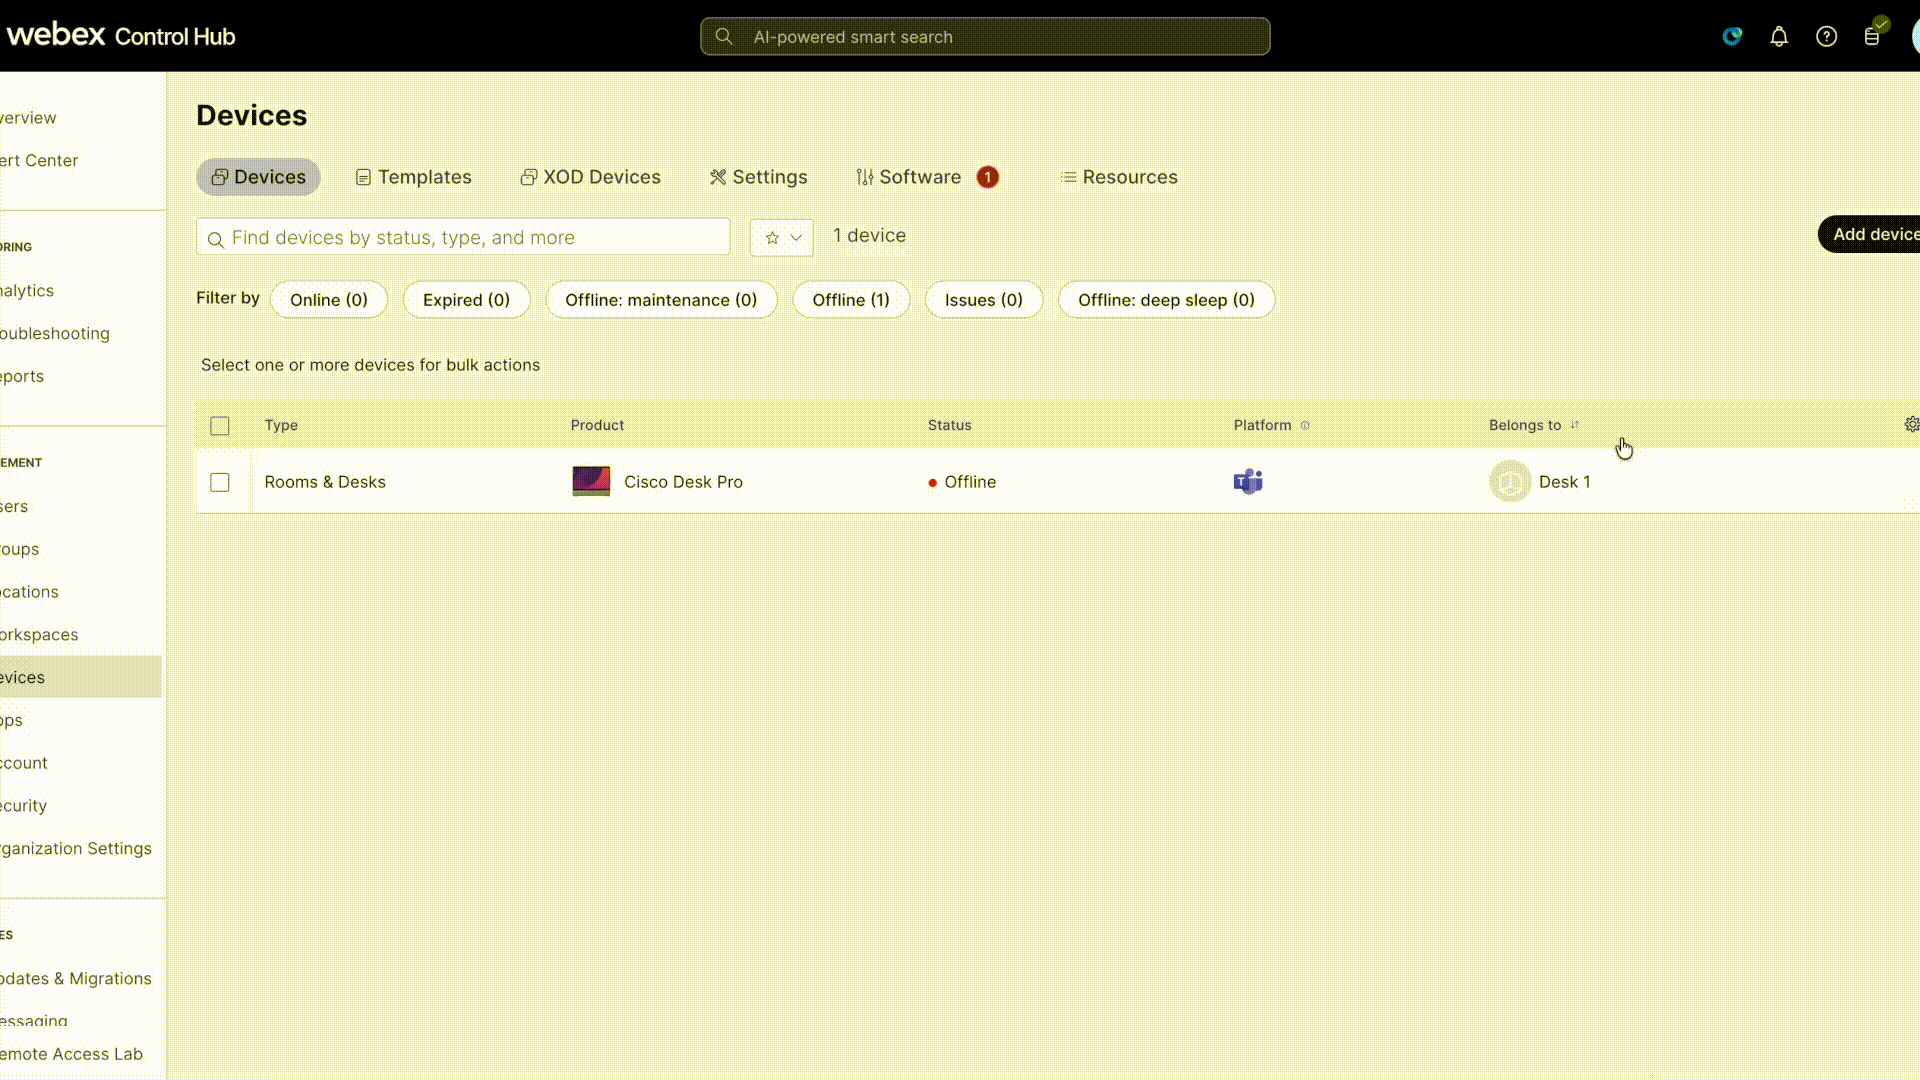 webex Control Hub
AI-powered smart search
verview
ert Center
ORING
nalytics
oubleshooting
eports
EMENT
sers
roups
ocations
orkspaces
evices
pps
ccount
ecurity
rganization Settings
ES
pdates & Migrations
essaging
emote Access Lab
Devices
Devices
Templates
XOD Devices
Settings
Software 1
Resources
Find devices by status, type, and more
1 device
Add device
Filter by
Online (0)
Expired (0)
Offline: maintenance (0)
Offline (1)
Issues (0)
Offline: deep sleep (0)
Select one or more devices for bulk actions
Type Product Status Platform Belongs to
Rooms & Desks Cisco Desk Pro Offline T Desk 1